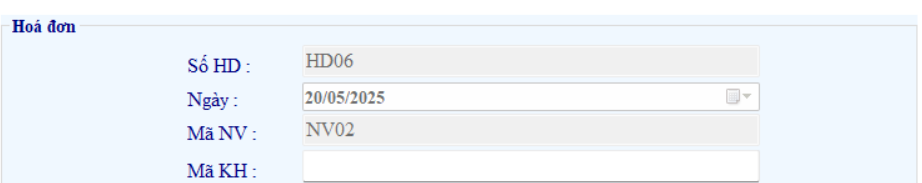 Hoá đơn
Số HD : HD06
Ngày : 20/05/2025
Mã NV : NV02
Mã KH :